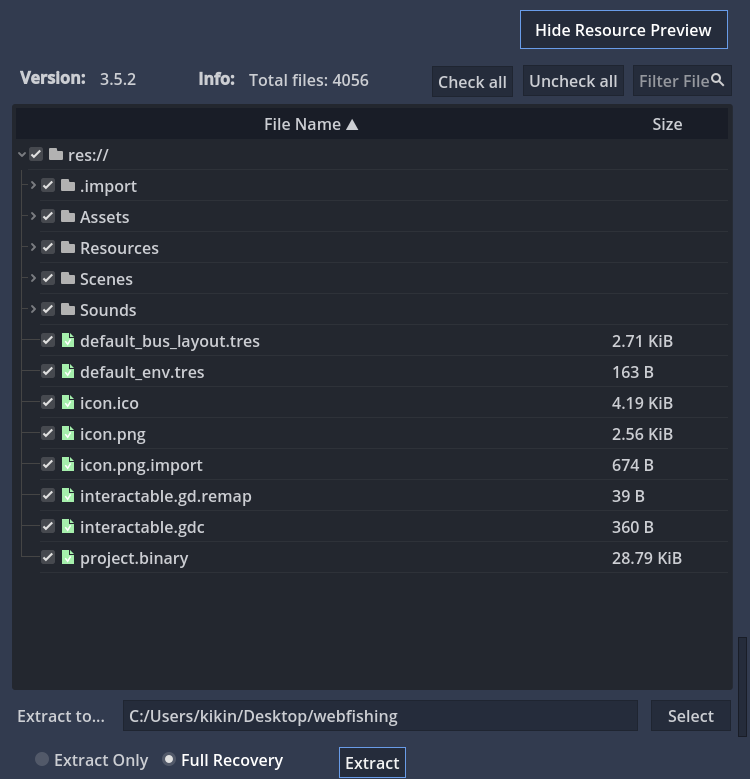 Hide Resource Preview
Version: 3.5.2 Info: Total files: 4056 Check all Uncheck all Filter File
File Name Size
res://
.import
Assets
Resources
Scenes
Sounds
default_bus_layout.tres 2.71 KiB
default_env.tres 163 B
icon.ico 4.19 KiB
icon.png 2.56 KiB
icon.png.import 674 B
interactable.gd.remap 39 B
interactable.gdc 360 B
project.binary 28.79 KiB
Extract to... C:/Users/kikin/Desktop/webfishing Select
Extract Only Full Recovery Extract